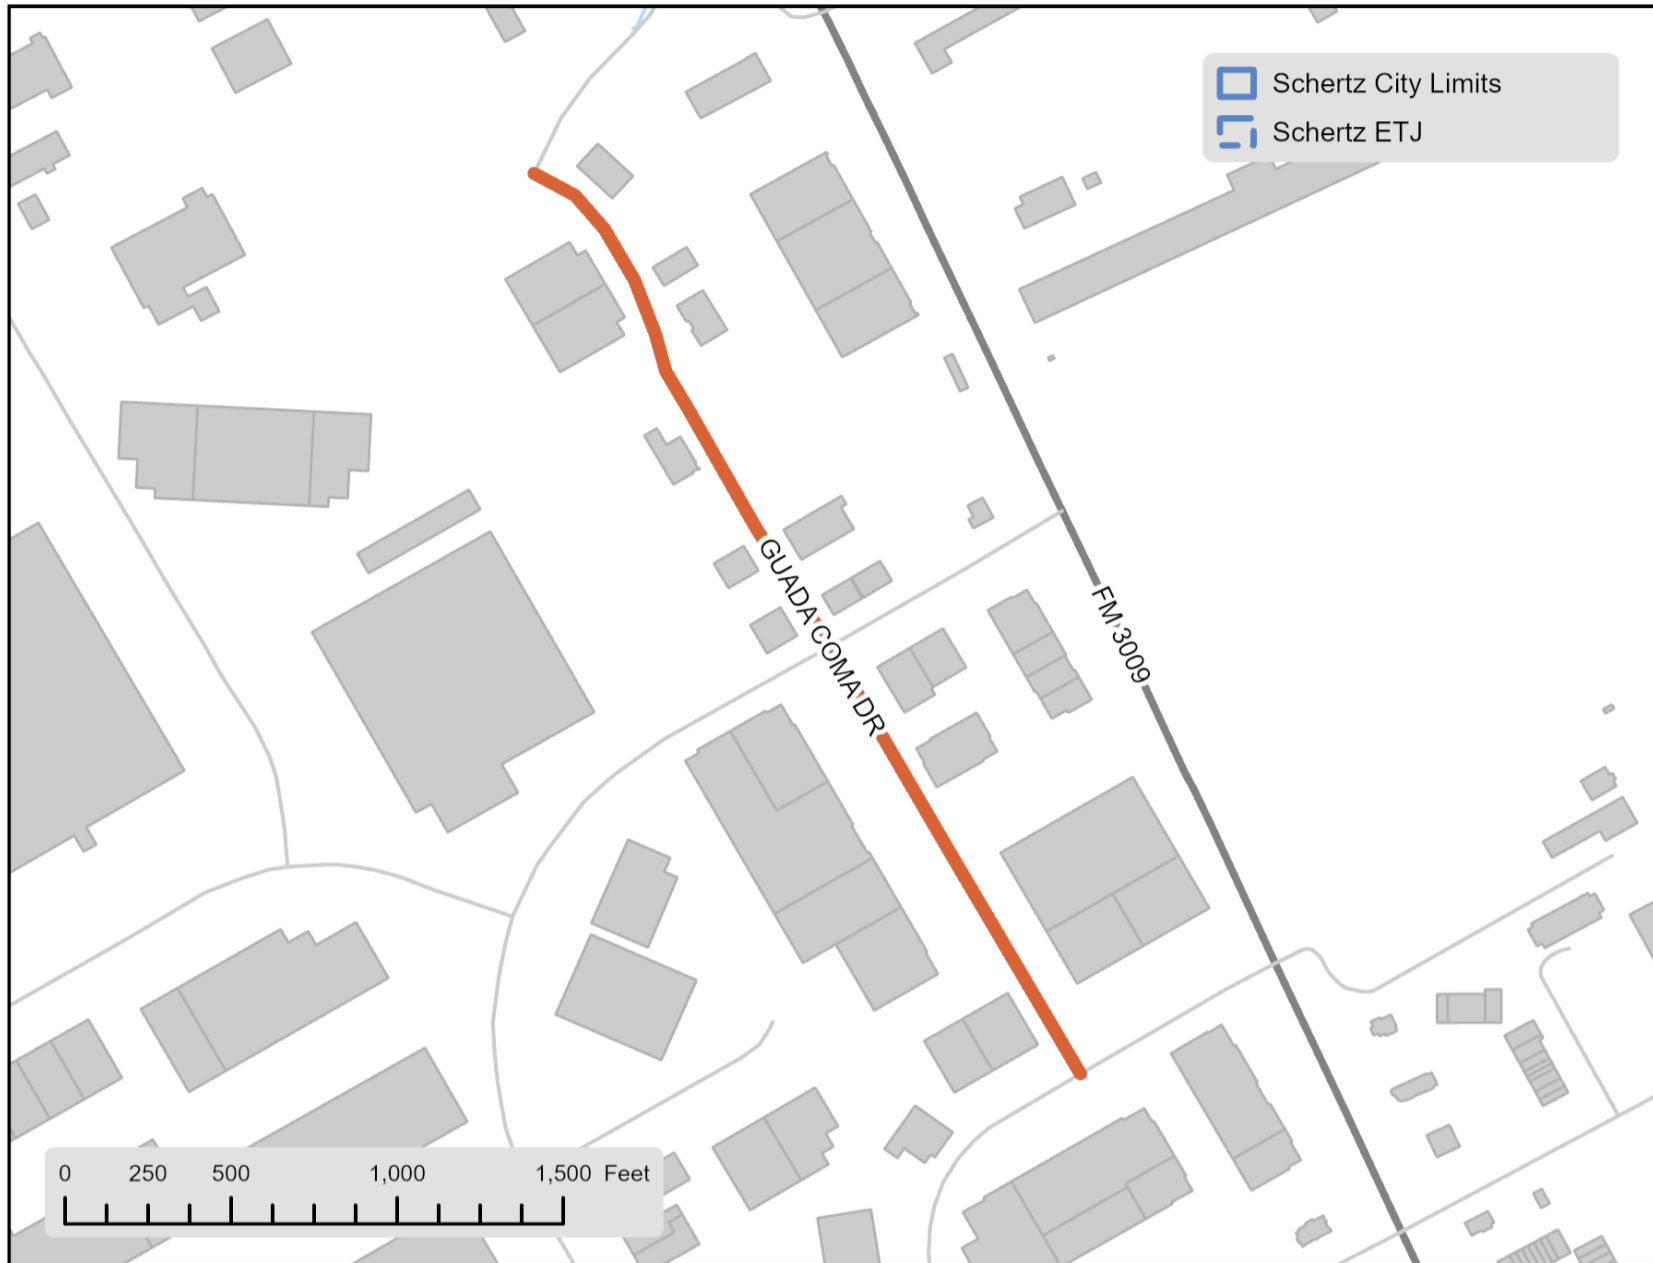 Schertz City Limits
Schertz ETJ
GUADA COMA DR
FM 3009
0 250 500 1,000 1,500 Feet